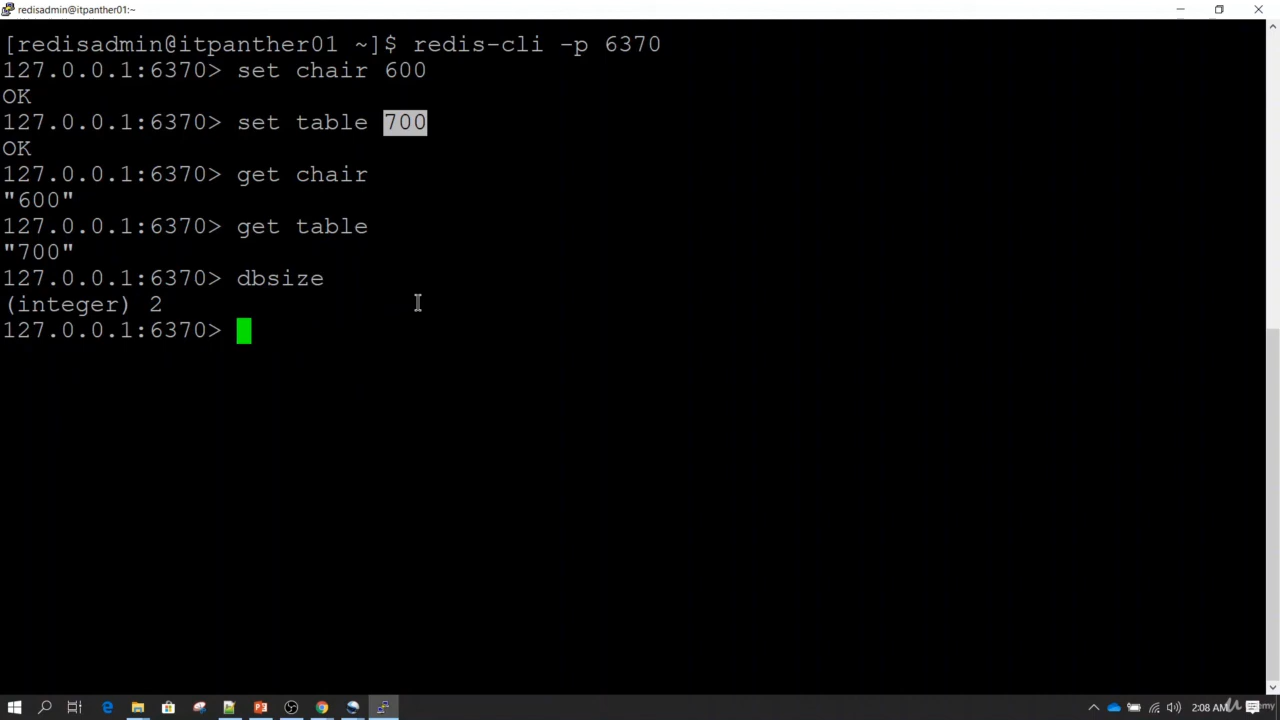 redisadmin@itpanther01:~
[redisadmin@itpanther01 ~]$ redis-cli -p 6370
127.0.0.1:6370> set chair 600
OK
127.0.0.1:6370> set table 700
OK
127.0.0.1:6370> get chair
"600"
127.0.0.1:6370> get table
"700"
127.0.0.1:6370> dbsize
(integer) 2
127.0.0.1:6370>
2:08 AM